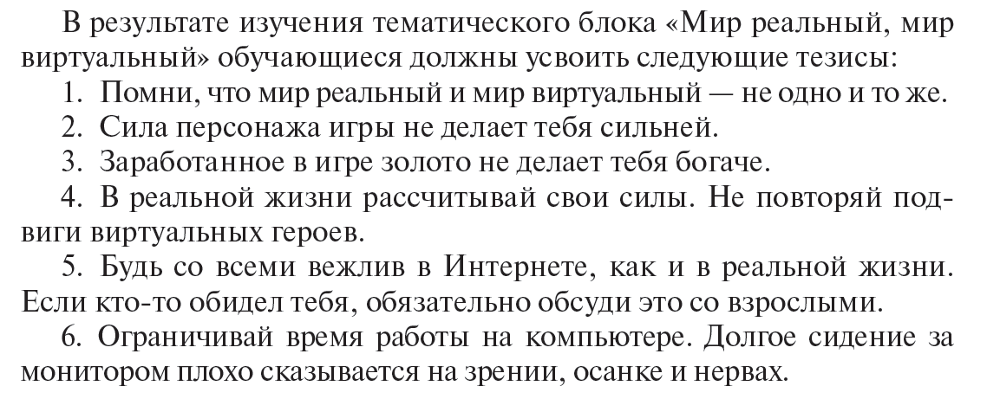 В результате изучения тематического блока «Мир реальный, мир
виртуальный» обучающиеся должны усвоить следующие тезисы:
1. Помни, что мир реальный и мир виртуальный — не одно и то же.
2. Сила персонажа игры не делает тебя сильней.
3. Заработанное в игре золото не делает тебя богаче.
4. В реальной жизни рассчитывай свои силы. Не повторяй под-
виги виртуальных героев.
5. Будь со всеми вежлив в Интернете, как и в реальной жизни.
Если кто-то обидел тебя, обязательно обсуди это со взрослыми.
6. Ограничивай время работы на компьютере. Долгое сидение за
монитором плохо сказывается на зрении, осанке и нервах.